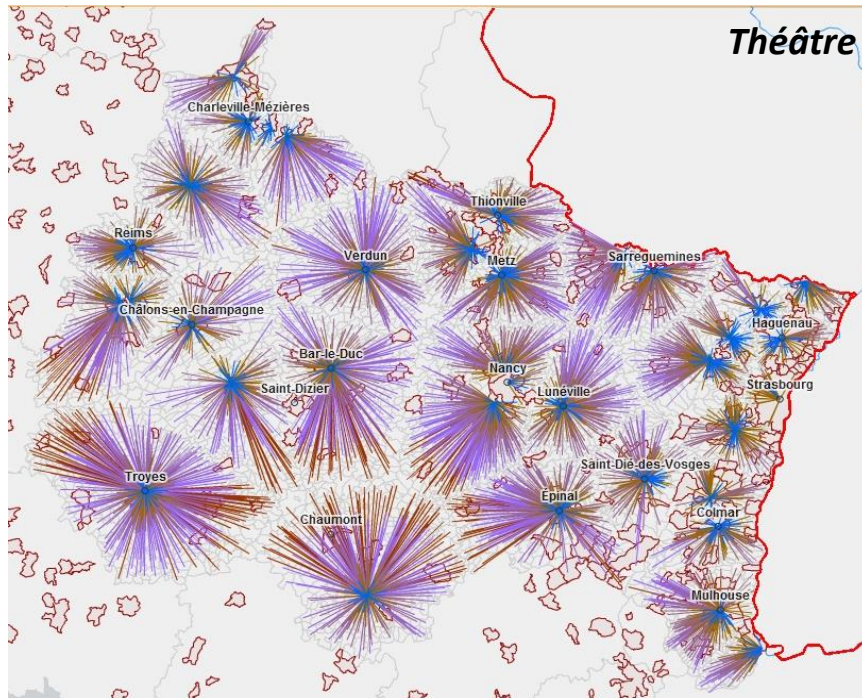 Théâtre
Charleville-Mézières
Thionville
Reims
Verdun
Metz
Sarreguemines
Châlons-en-Champagne
Haguenau
Bar-le-Duc
Nancy
Saint-Dizier
Lunéville
Strasbourg
Troyes
Saint-Dié-des-Vosges
Épinal
Chaumont
Colmar
Mulhouse